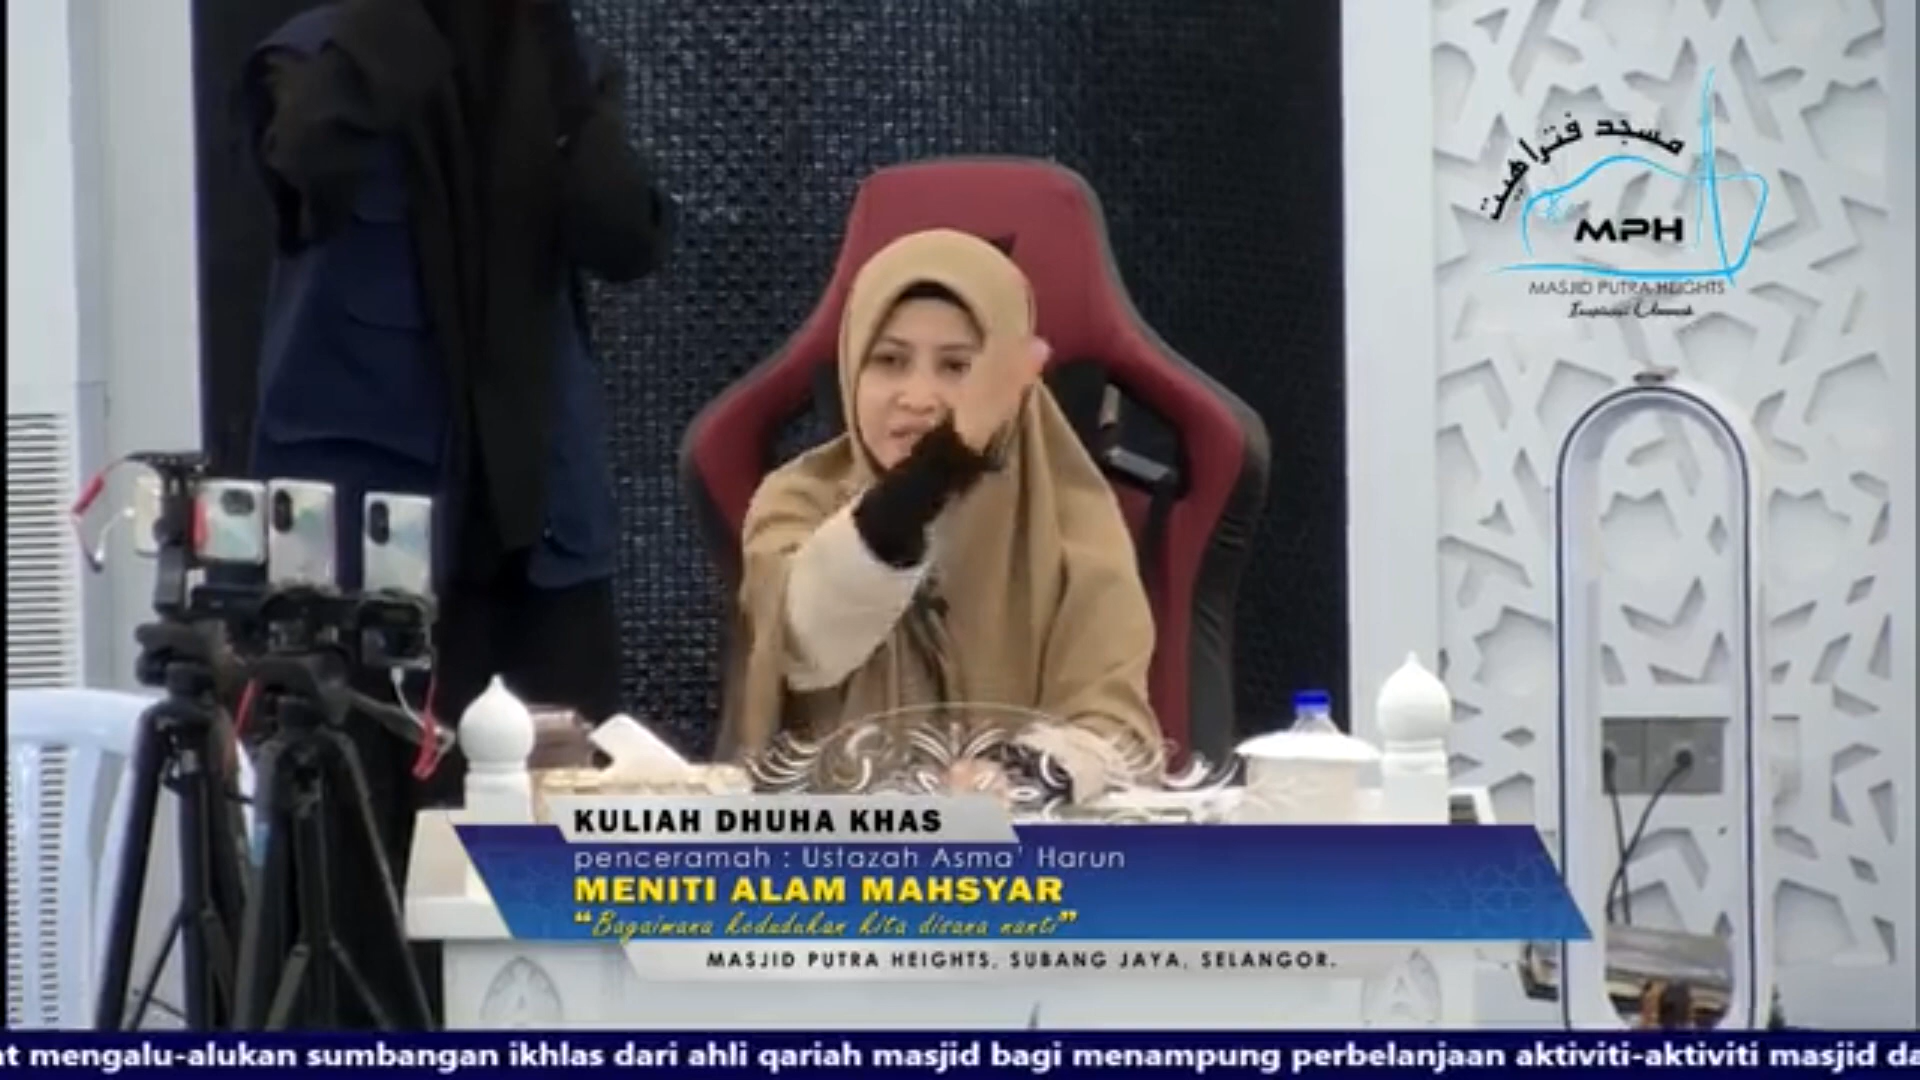 مسجد فتراهيت
MPH
MASJID PUTRA HEIGHTS
KULIAH DHUHA KHAS
penceramah : Ustazah Asma' Harun
MENITI ALAM MAHSYAR
“Bagaimana kedudukan kita disana nanti”
MASJID PUTRA HEIGHTS, SUBANG JAYA, SELANGOR.
mengalu-alukan sumbangan ikhlas dari ahli qariah masjid bagi menampung perbelanjaan aktiviti-aktiviti masjid